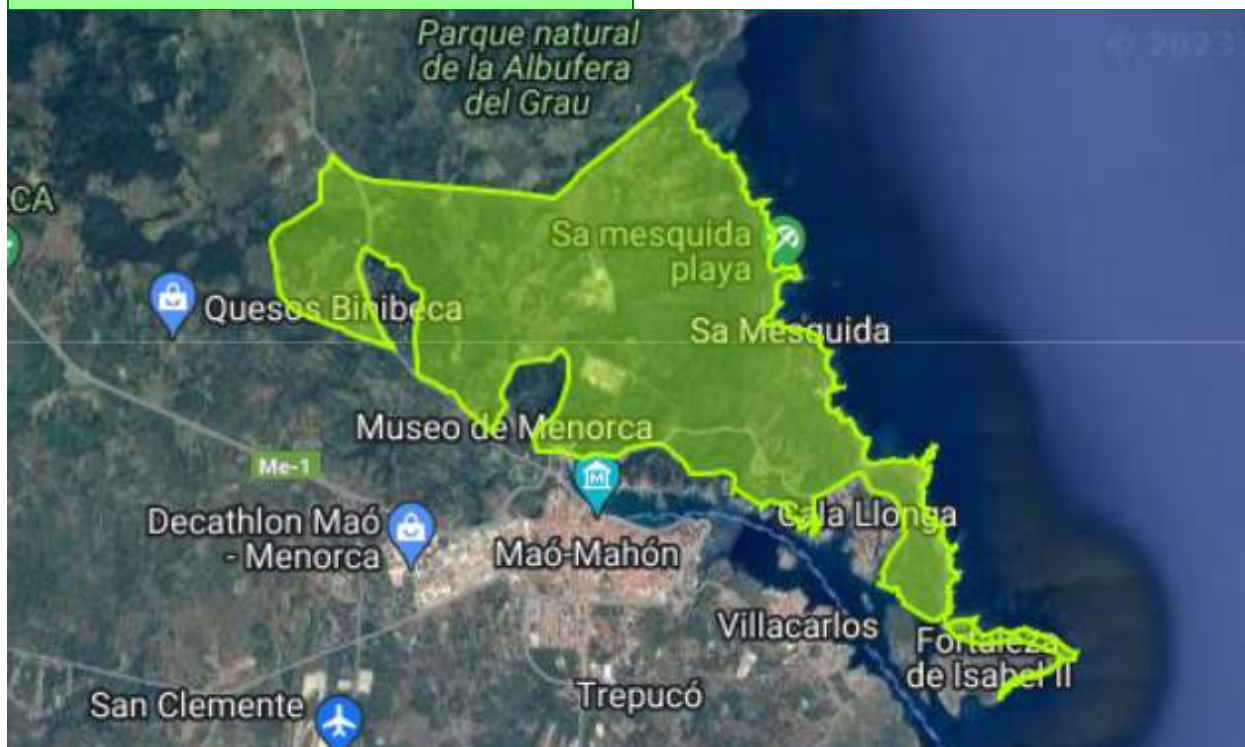 © 2023
Parque natural
de la Albufera
del Grau
CA
Sa mesquida
playa
Quesos Binibeca
Sa Mesquida
Museo de Menorca
Me-1
M
Decathlon Maó
- Menorca
Cala Llonga
Maó-Mahón
Villacarlos
Fortaleza
de Isabel II
Trepucó
San Clemente